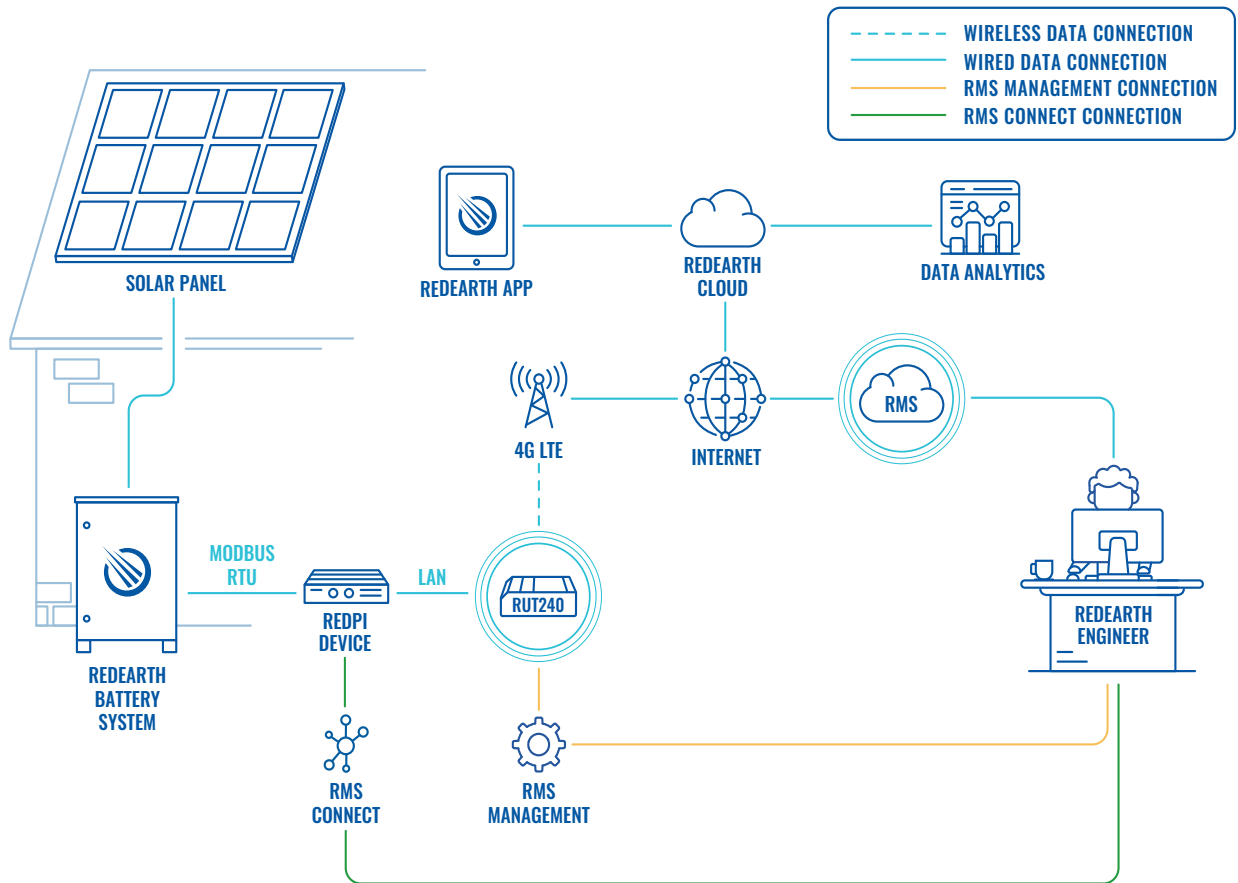 WIRELESS DATA CONNECTION
WIRED DATA CONNECTION
RMS MANAGEMENT CONNECTION
RMS CONNECT CONNECTION
SOLAR PANEL
REDEARTH APP
REDEARTH
CLOUD
DATA ANALYTICS
4G LTE
INTERNET
RMS
MODBUS
RTU
LAN
RUT240
REDPI
DEVICE
REDEARTH
ENGINEER
REDEARTH
BATTERY
SYSTEM
RMS
CONNECT
RMS
MANAGEMENT